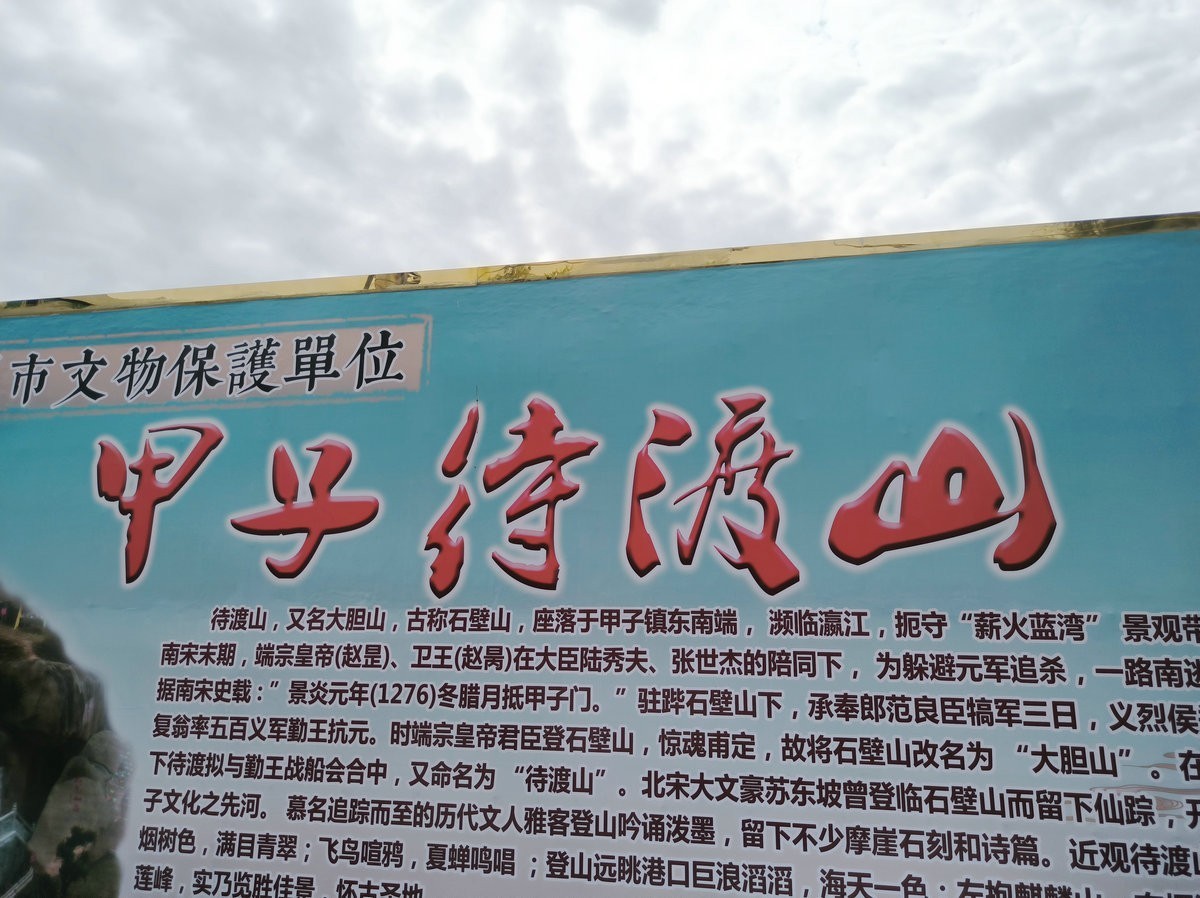 市文物保護單位
甲子待渡山
待渡山，又名大胆山，古称石壁山，座落于甲子镇东南端， 濒临瀛江，扼守“薪火蓝湾” 景观带
南宋末期，端宗皇帝(赵昰)、卫王(赵昺)在大臣陆秀夫、张世杰的陪同下， 为躲避元军追杀，一路南逃
据南宋史载：”景炎元年(1276)冬腊月抵甲子门。”驻跸石壁山下，承奉郎范良臣犒军三日，义烈侯
复翁率五百义军勤王抗元。时端宗皇帝君臣登石壁山，惊魂甫定，故将石壁山改名为 “大胆山” 。在
下待渡拟与勤王战船会合中，又命名为 “待渡山”。北宋大文豪苏东坡曾登临石壁山而留下仙踪，开
子文化之先河。 慕名追踪而至的历代文人雅客登山吟诵泼墨，留下不少摩崖石刻和诗篇。近观待渡山
烟树色，满目青翠；飞鸟喧鸦，夏蝉鸣唱 ；登山远眺港口巨浪滔滔，海天一色；左抱麒麟山，
莲峰，实乃览胜佳景，怀古圣地